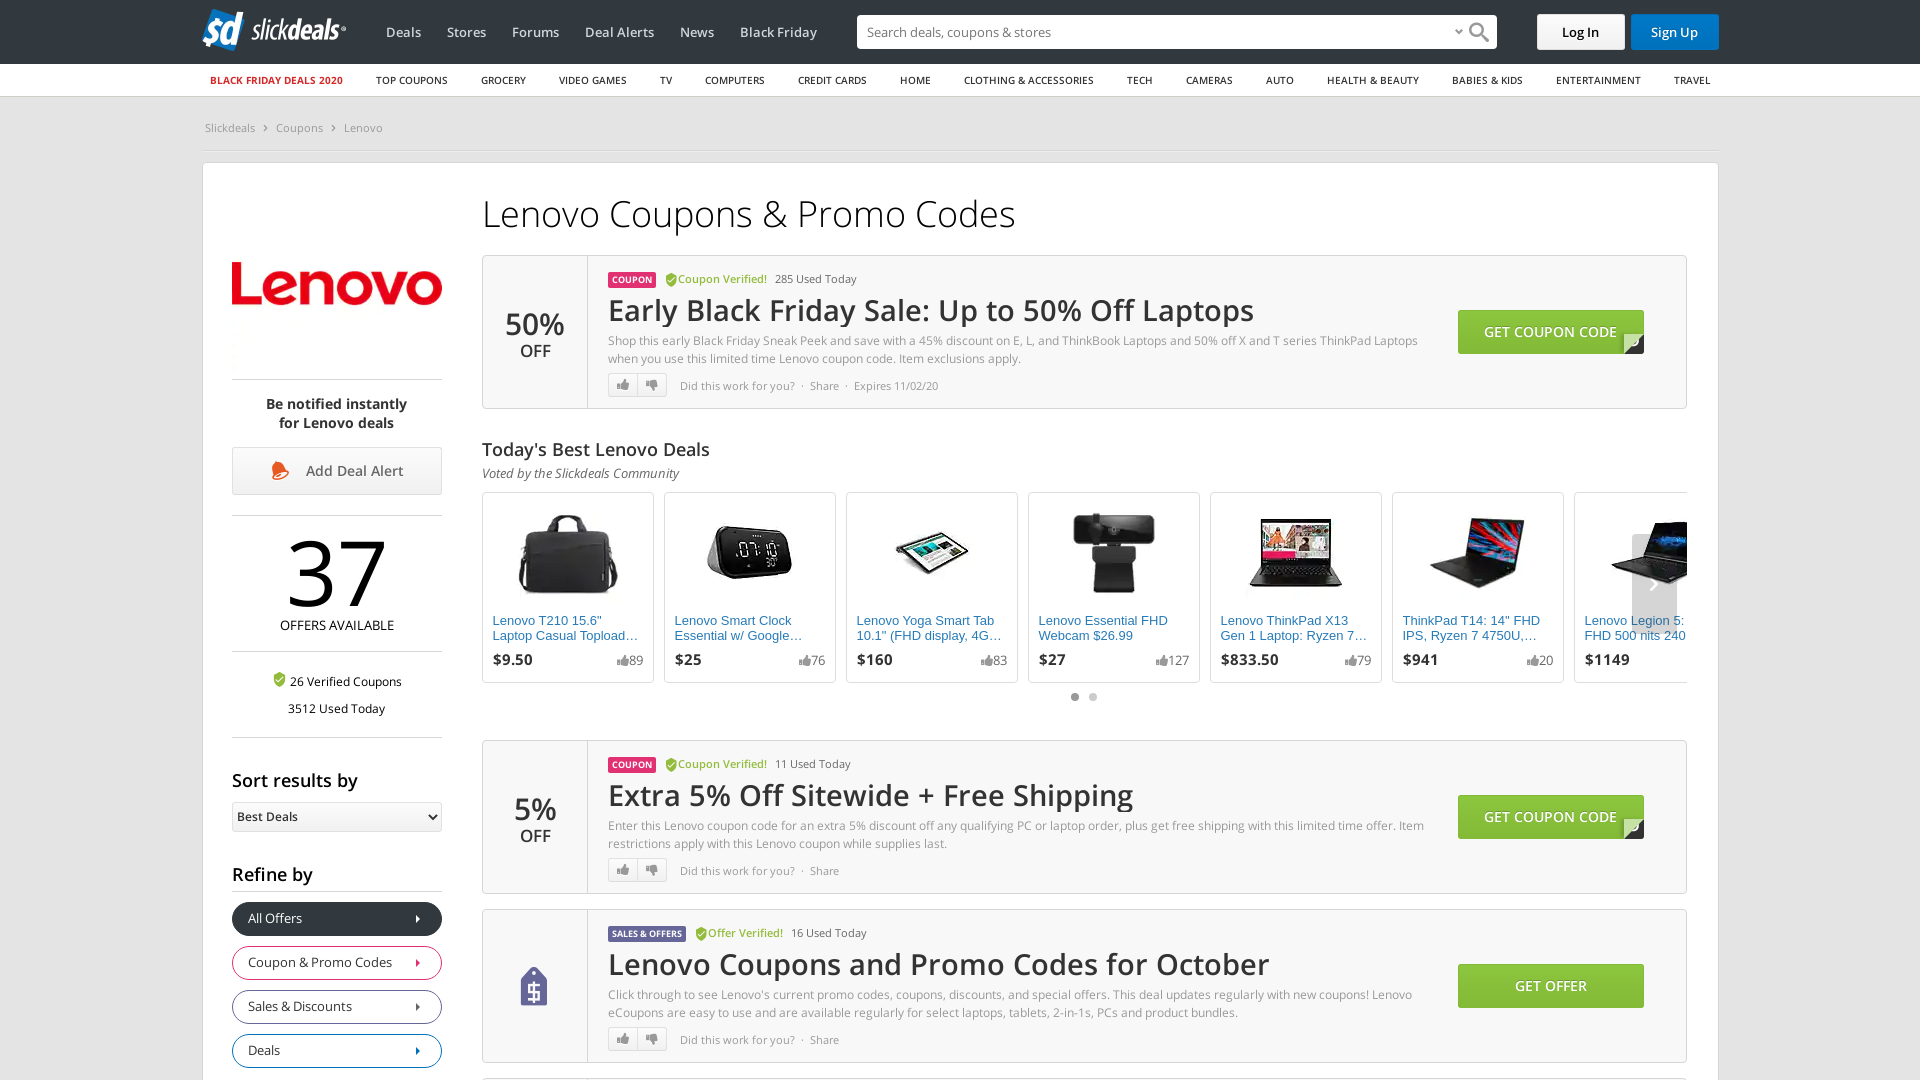 slickdeals
Deals
Stores
Forums
Deal Alerts
News
Black Friday
Search deals, coupons & stores
Log In
Sign Up
BLACK FRIDAY DEALS 2020
TOP COUPONS
GROCERY
VIDEO GAMES
TV
COMPUTERS
CREDIT CARDS
HOME
CLOTHING & ACCESSORIES
TECH
CAMERAS
AUTO
HEALTH & BEAUTY
BABIES & KIDS
ENTERTAINMENT
TRAVEL
Slickdeals > Coupons > Lenovo
Lenovo
Be notified instantly
for Lenovo deals
Add Deal Alert
37
OFFERS AVAILABLE
26 Verified Coupons
3512 Used Today
Sort results by
Best Deals
Refine by
All Offers
Coupon & Promo Codes
Sales & Discounts
Deals
Lenovo Coupons & Promo Codes
50%
OFF
COUPON Coupon Verified! 285 Used Today
Early Black Friday Sale: Up to 50% Off Laptops
Shop this early Black Friday Sneak Peek and save with a 45% discount on E, L, and ThinkBook Laptops and 50% off X and T series ThinkPad Laptops
when you use this limited time Lenovo coupon code. Item exclusions apply.
Did this work for you? · Share · Expires 11/02/20
GET COUPON CODE
Today's Best Lenovo Deals
Voted by the Slickdeals Community
07:10
Lenovo T210 15.6"
Laptop Casual Topload…
$9.50 89
Lenovo Smart Clock
Essential w/ Google…
$25 76
Lenovo Yoga Smart Tab
10.1" (FHD display, 4G…
$160 83
Lenovo Essential FHD
Webcam $26.99
$27 127
Lenovo ThinkPad X13
Gen 1 Laptop: Ryzen 7…
$833.50 79
ThinkPad T14: 14" FHD
IPS, Ryzen 7 4750U,…
$941 20
Lenovo Legion 5:
FHD 500 nits 240
$1149
5%
OFF
COUPON Coupon Verified! 11 Used Today
Extra 5% Off Sitewide + Free Shipping
Enter this Lenovo coupon code for an extra 5% discount off any qualifying PC or laptop order, plus get free shipping with this limited time offer. Item
restrictions apply with this Lenovo coupon while supplies last.
Did this work for you? · Share
GET COUPON CODE
SALES & OFFERS Offer Verified! 16 Used Today
Lenovo Coupons and Promo Codes for October
Click through to see Lenovo's current promo codes, coupons, discounts, and special offers. This deal updates regularly with new coupons! Lenovo
eCoupons are easy to use and are available regularly for select laptops, tablets, 2-in-1s, PCs and product bundles.
Did this work for you? · Share
GET OFFER